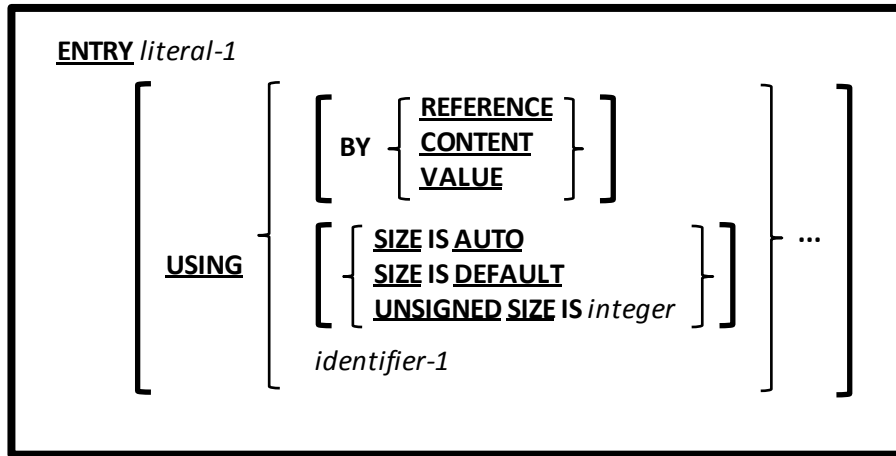 ENTRY literal-1
REFERENCE
BY CONTENT
VALUE
SIZE IS AUTO
USING SIZE IS DEFAULT ...
UNSIGNED SIZE IS integer
identifier-1